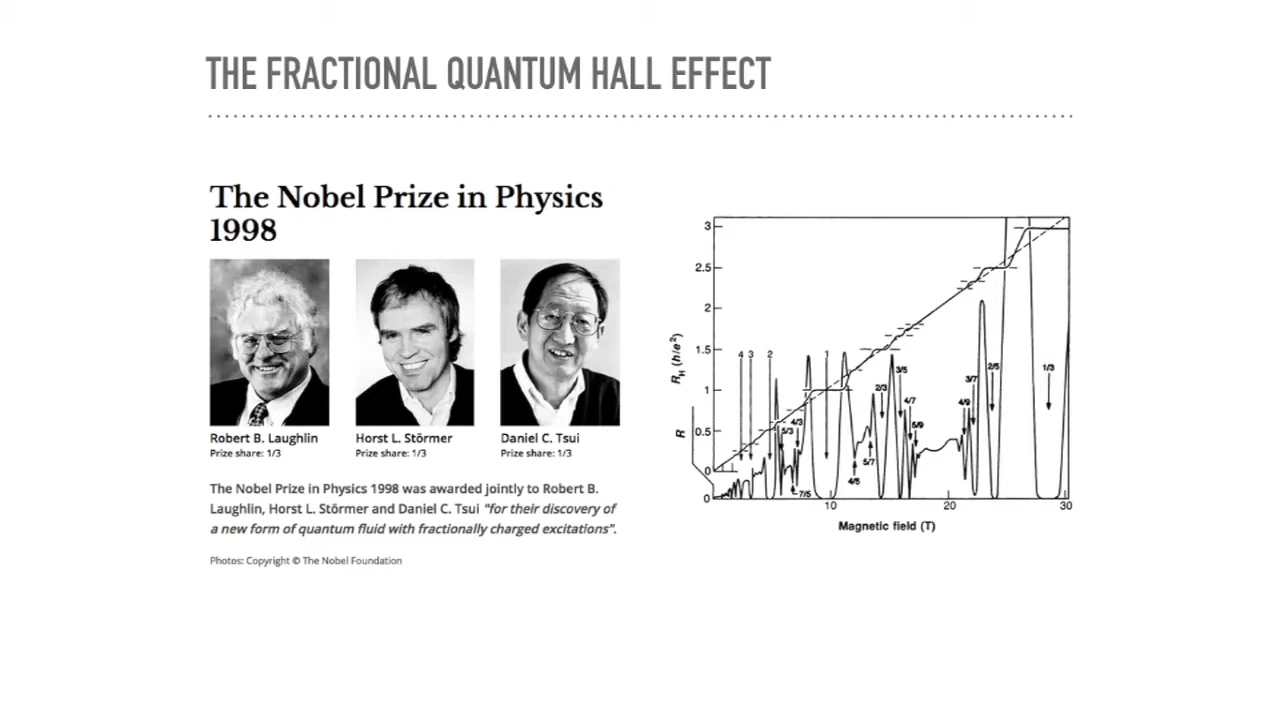 THE FRACTIONAL QUANTUM HALL EFFECT
The Nobel Prize in Physics
1998
Robert B. Laughlin
Prize share: 1/3
Horst L. Störmer
Prize share: 1/3
Daniel C. Tsui
Prize share: 1/3
The Nobel Prize in Physics 1998 was awarded jointly to Robert B.
Laughlin, Horst L. Störmer and Daniel C. Tsui "for their discovery of
a new form of quantum fluid with fractionally charged excitations".
Photos: Copyright © The Nobel Foundation
3
2.5
2
1.5
1
0.5
0
0
R_H (h/e²)
R
4 3 2 1
5/3
4/3
7/5
4/5
5/7
2/3
3/5
4/7
5/9
4/9
3/7
2/5
1/3
10 20 30
Magnetic field (T)